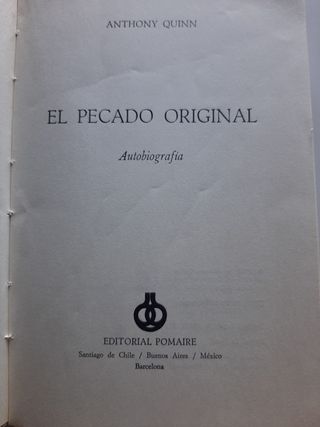 ANTHONY QUINN
EL PECADO ORIGINAL
Autobiografía
EDITORIAL POMAIRE
Santiago de Chile / Buenos Aires / México
Barcelona